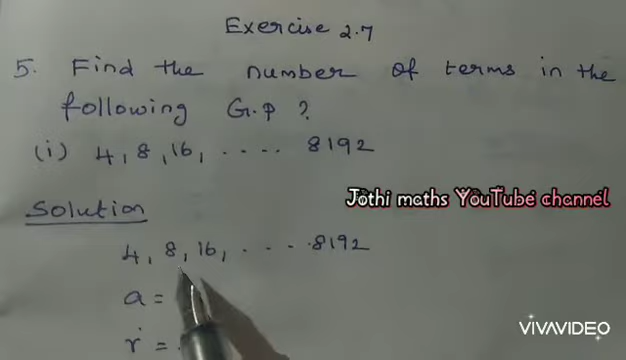 Exercise 2.7
5. Find the number of terms in the
following G.P ?
(i) 4, 8, 16, . . . . 8192
Jothi maths YouTube channel
Solution
4, 8, 16, . . . . 8192
a =
r =
VIVAVIDEO